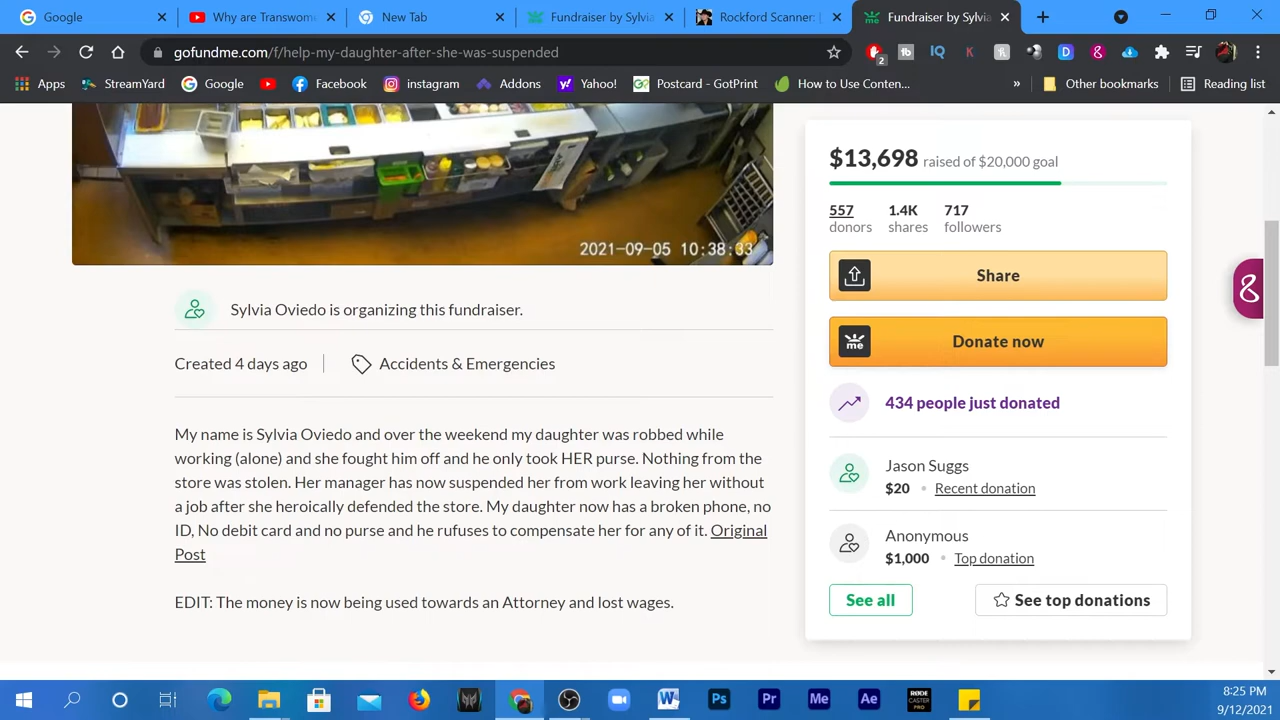 Google
Why are Transwome
New Tab
Fundraiser by Sylvia
Rockford Scanner: [
Fundraiser by Sylvia
gofundme.com/f/help-my-daughter-after-she-was-suspended
2
Apps
StreamYard
Google
Facebook
instagram
Addons
Yahoo!
Postcard - GotPrint
How to Use Conten...
»
Other bookmarks
Reading list
2021-09-05 10:38:33
Sylvia Oviedo is organizing this fundraiser.
Created 4 days ago
Accidents & Emergencies
My name is Sylvia Oviedo and over the weekend my daughter was robbed while
working (alone) and she fought him off and he only took HER purse. Nothing from the
store was stolen. Her manager has now suspended her from work leaving her without
a job after she heroically defended the store. My daughter now has a broken phone, no
ID, No debit card and no purse and he rufuses to compensate her for any of it. Original
Post
EDIT: The money is now being used towards an Attorney and lost wages.
$13,698 raised of $20,000 goal
557 1.4K 717
donors shares followers
Share
me Donate now
434 people just donated
Jason Suggs
$20 • Recent donation
Anonymous
$1,000 • Top donation
See all
See top donations
8:25 PM
9/12/2021